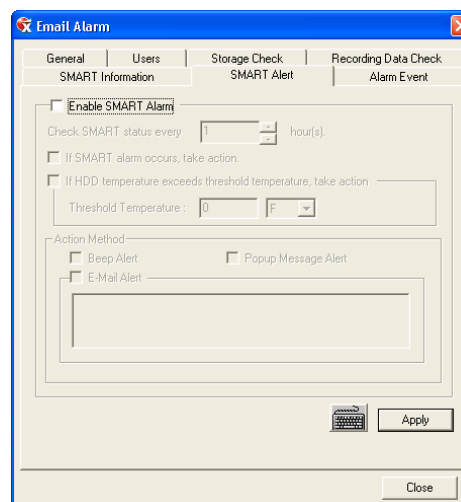 Email Alarm
General Users Storage Check Recording Data Check
SMART Information SMART Alert Alarm Event
Enable SMART Alarm
Check SMART status every 1 hour(s).
If SMART alarm occurs, take action.
If HDD temperature exceeds threshold temperature, take action
Threshold Temperature : 0 F
Action Method
Beep Alert Popup Message Alert
E-Mail Alert
Apply
Close